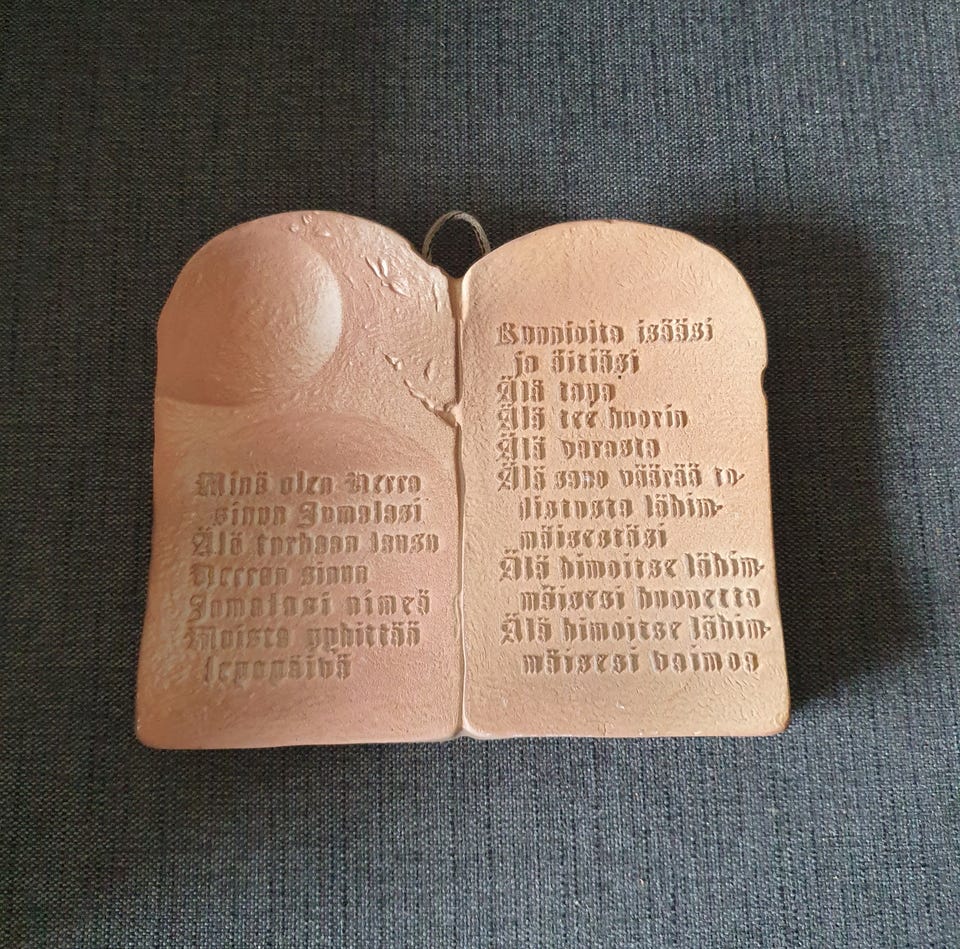 Minä olen Herra
sinun Jumalasi
Älä turhaan lausu
Herran sinun
Jumalasi nimeä
Muista pyhittää
lepopäivä
Kunnioita isääsi
ja äitiäsi
Älä tapa
Älä tee huorin
Älä varasta
Älä sano väärää to-
distusta lähim-
mäisestäsi
Älä himoitse lähim-
mäisesi huonetta
Älä himoitse lähim-
mäisesi vaimoa